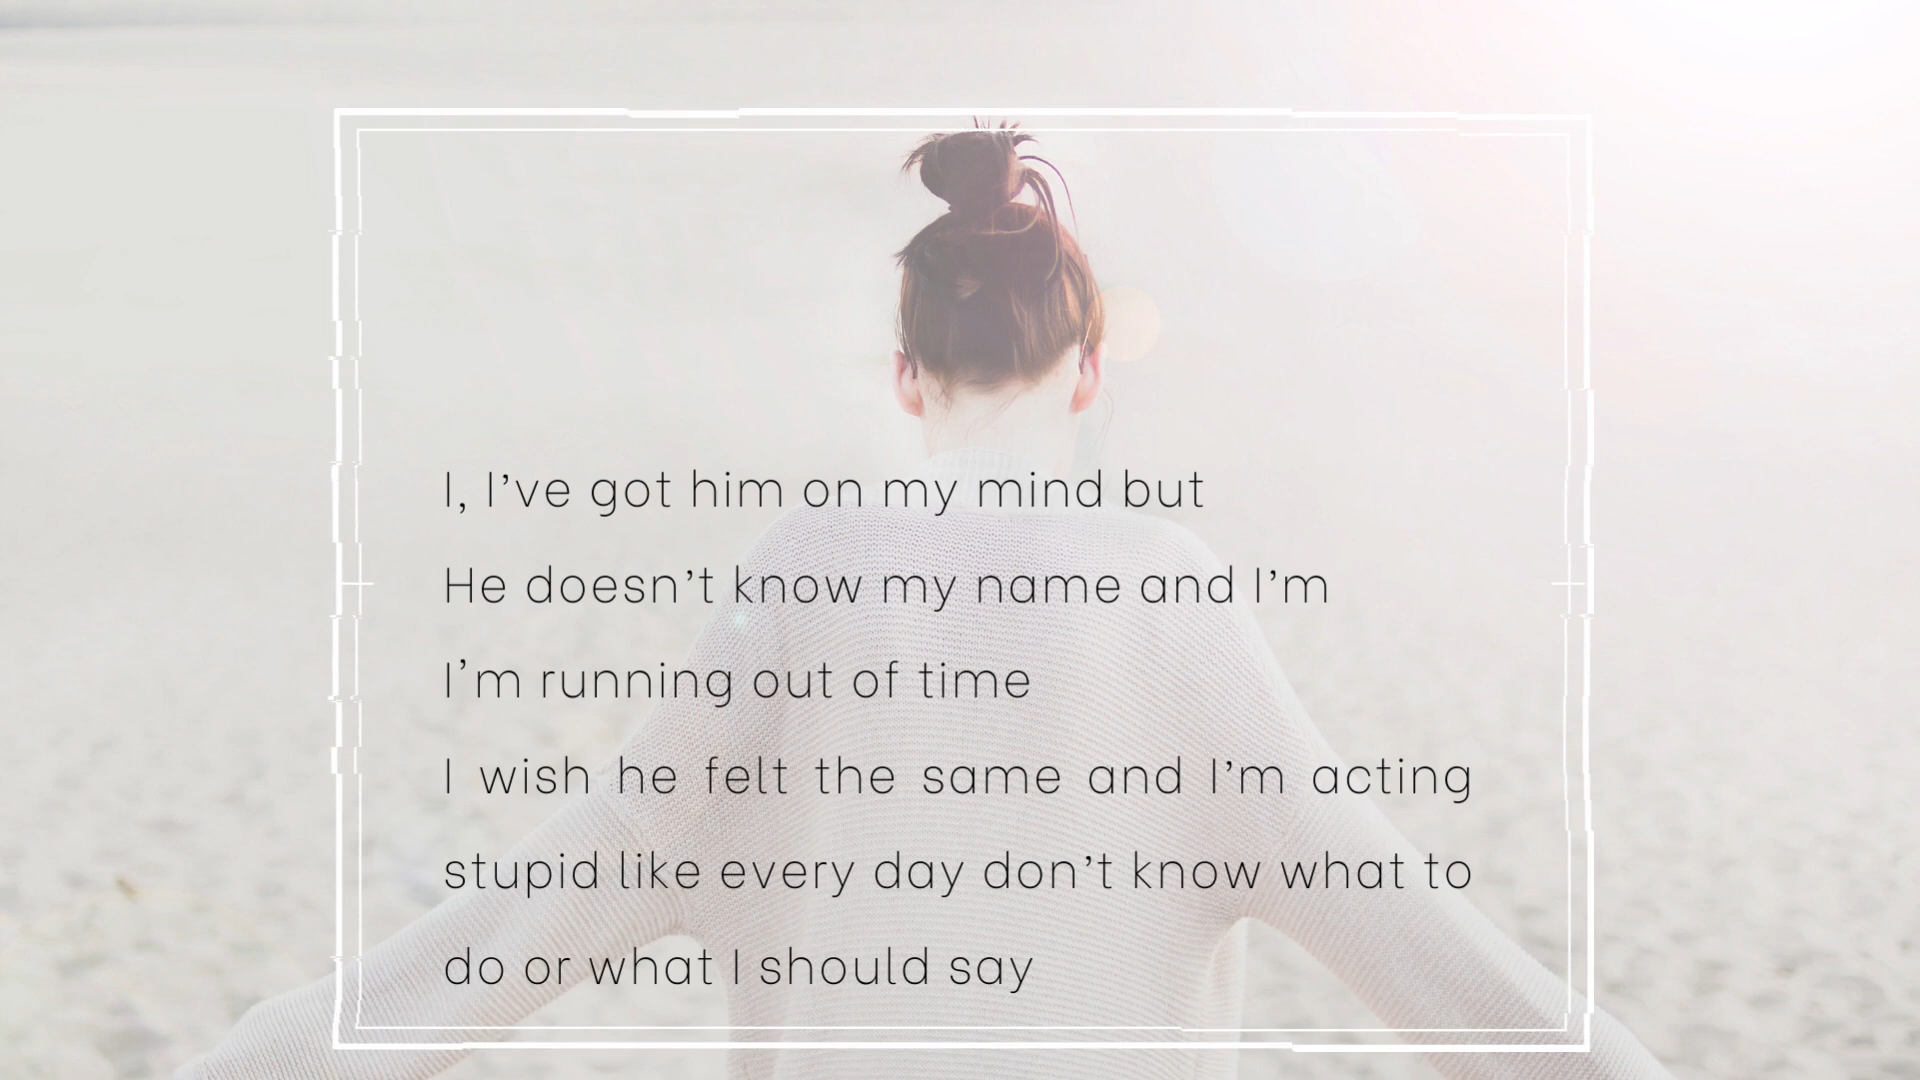 I, I’ve got him on my mind but
He doesn’t know my name and I’m
I’m running out of time
I wish he felt the same and I’m acting
stupid like every day don’t know what to
do or what I should say